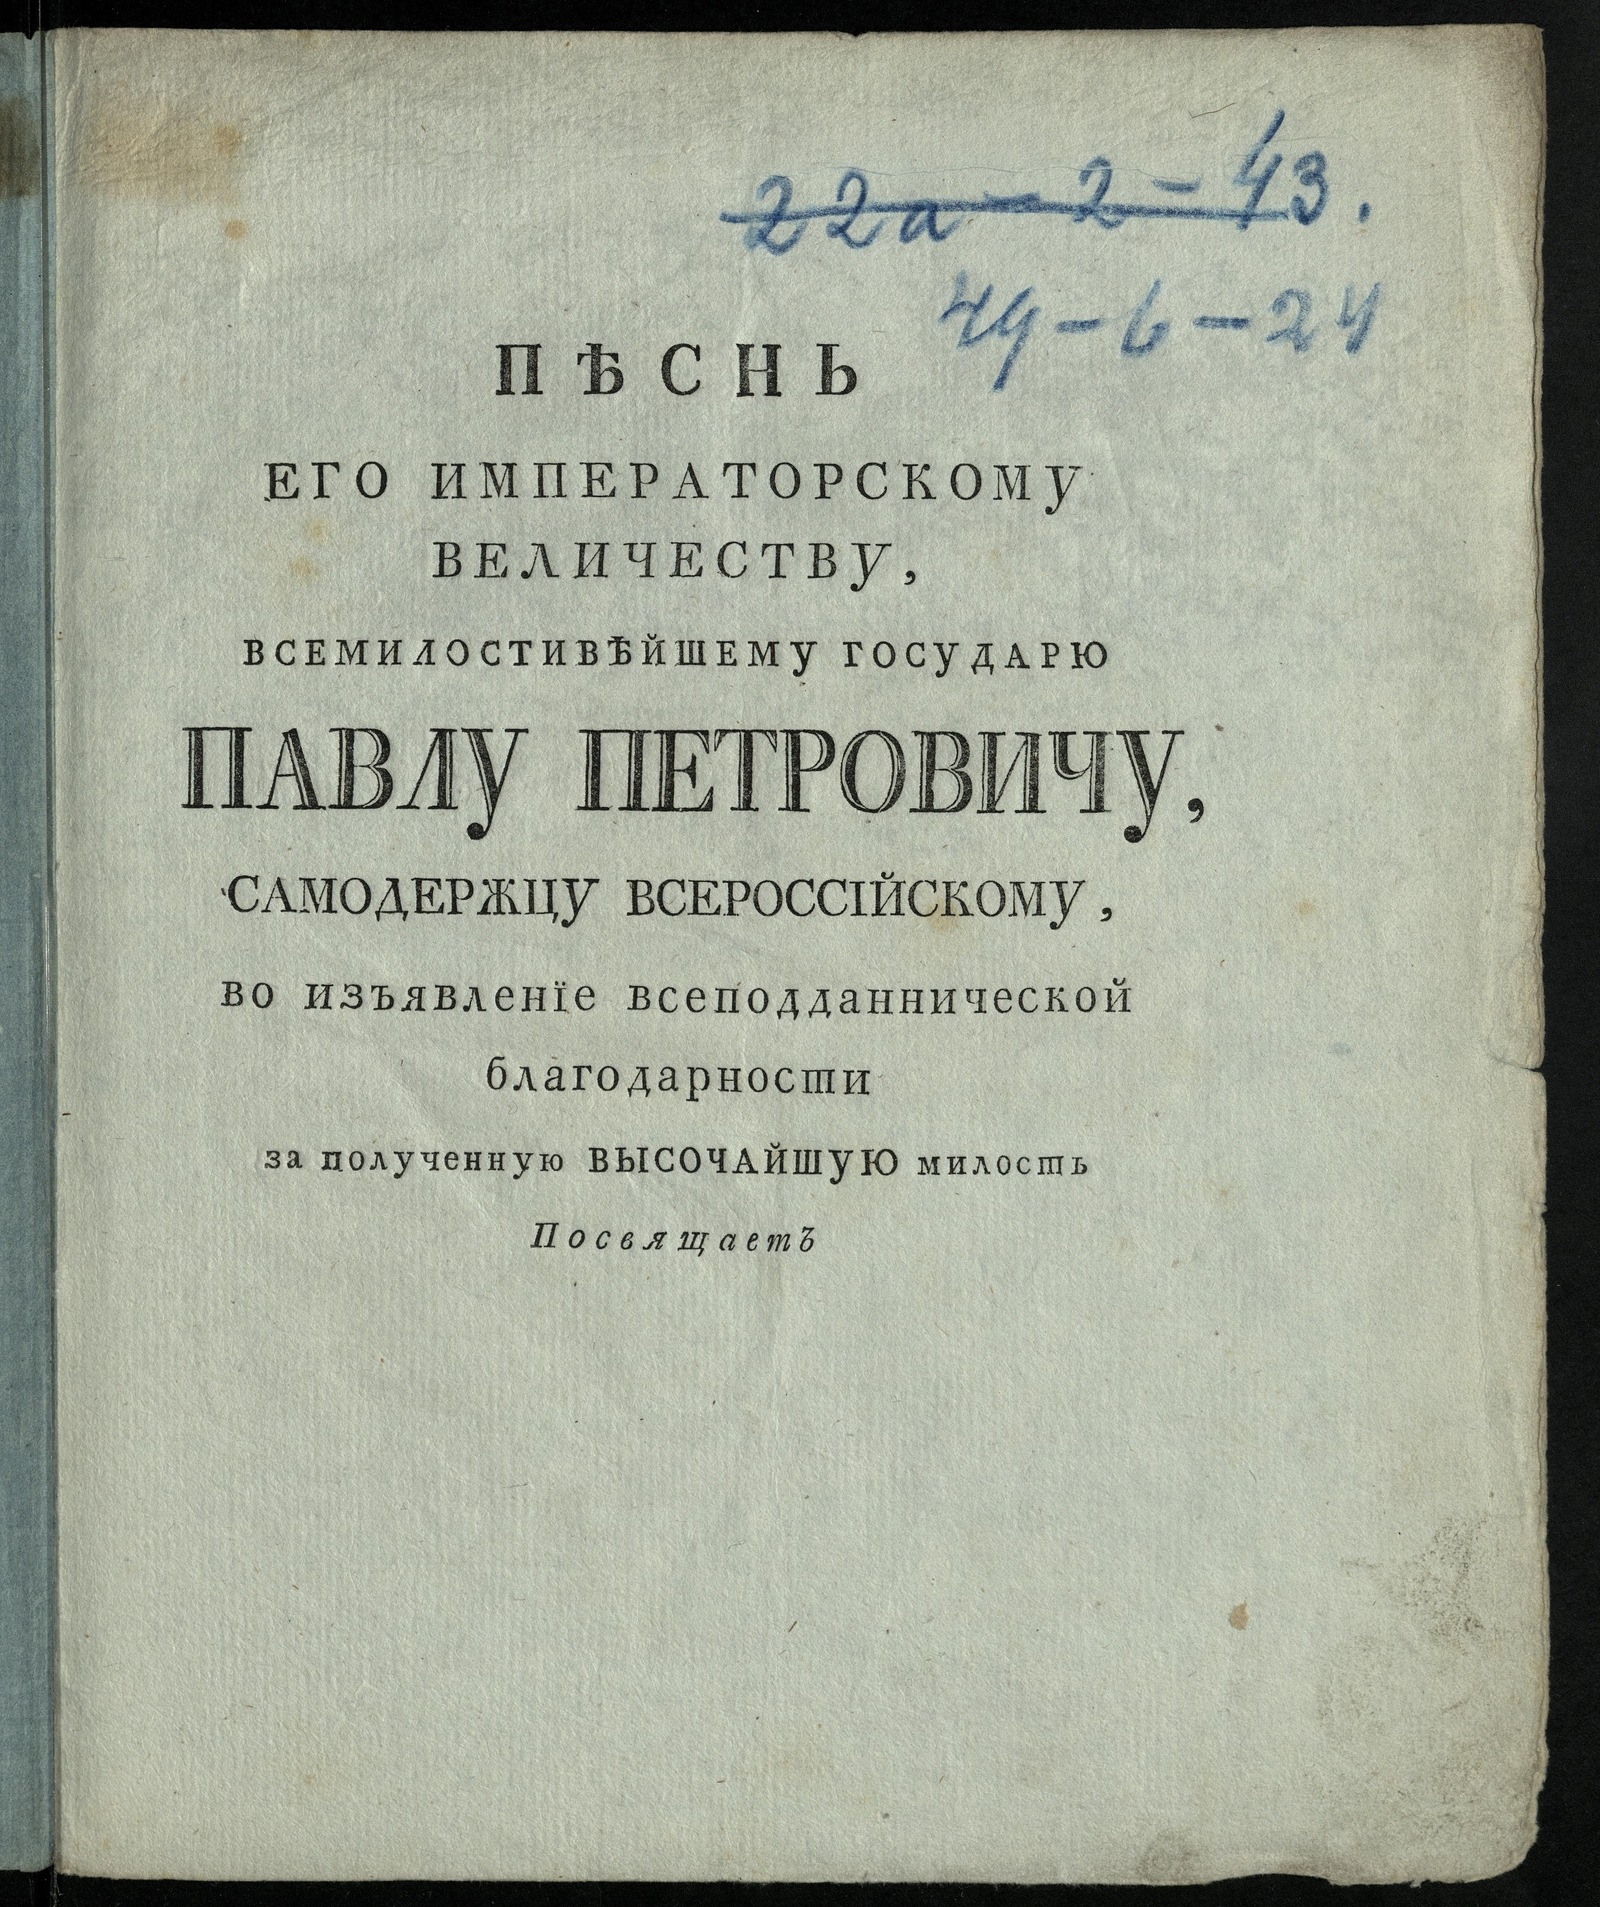 22а - 2 - 43.
49 - 6 - 24
ПѢСНЬ
ЕГО ИМПЕРАТОРСКОМУ
ВЕЛИЧЕСТВУ,
ВСЕМИЛОСТИВѢЙШЕМУ ГОСУДАРЮ
ПАВЛУ ПЕТРОВИЧУ,
САМОДЕРЖЦУ ВСЕРОССІЙСКОМУ,
во изъявленїе всеподданнической
благодарности
за полученную ВЫСОЧАЙШУЮ милость
Посвящаетъ